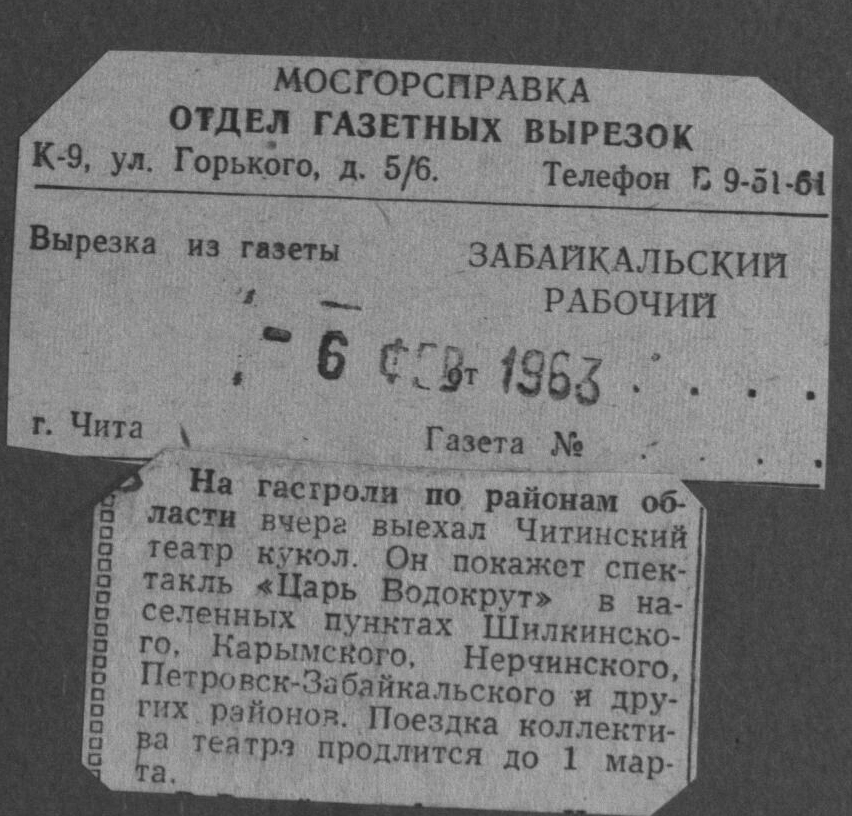 МОСГОРСПРАВКА
ОТДЕЛ ГАЗЕТНЫХ ВЫРЕЗОК
К-9, ул. Горького, д. 5/6. Телефон Б 9-51-61
Вырезка из газеты ЗАБАЙКАЛЬСКИЙ
РАБОЧИЙ
- 6 ФЕВ от 1963 . . . .
г. Чита Газета № . . . .
На гастроли по районам об-
ласти вчера выехал Читинский
театр кукол. Он покажет спек-
такль «Царь Водокрут» в на-
селенных пунктах Шилкинско-
го, Карымского, Нерчинского,
Петровск-Забайкальского и дру-
гих районов. Поездка коллекти-
ва театра продлится до 1 мар-
та.